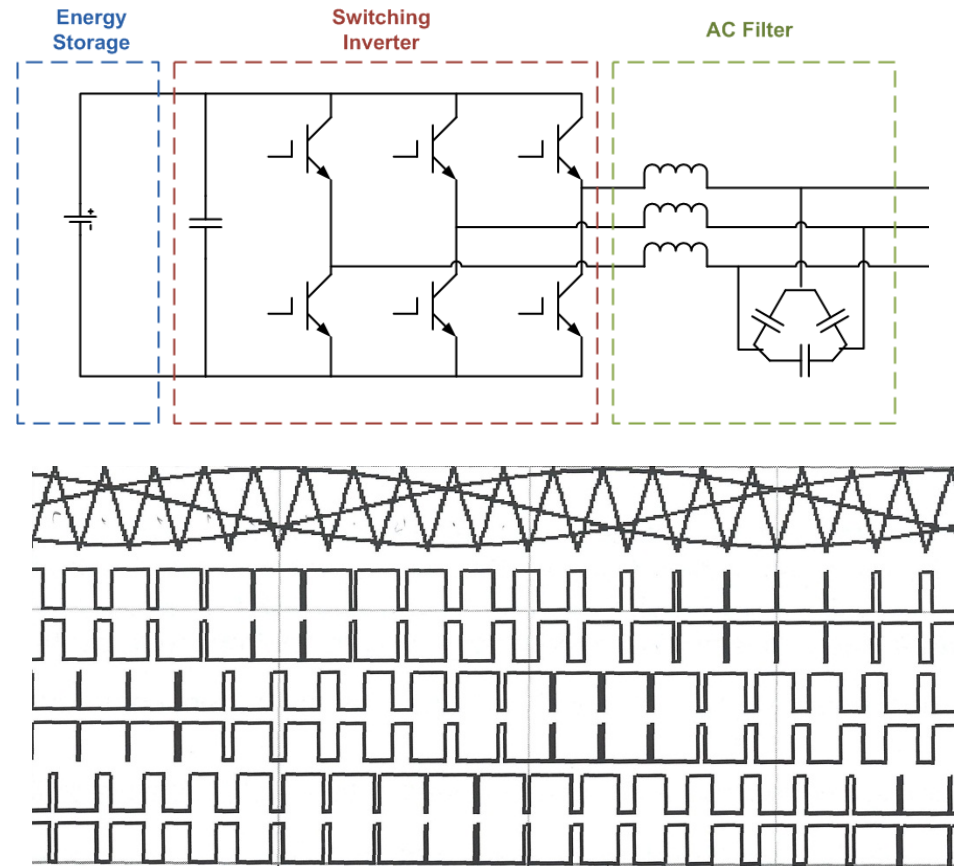 Energy
Storage
Switching
Inverter
AC Filter
+
-